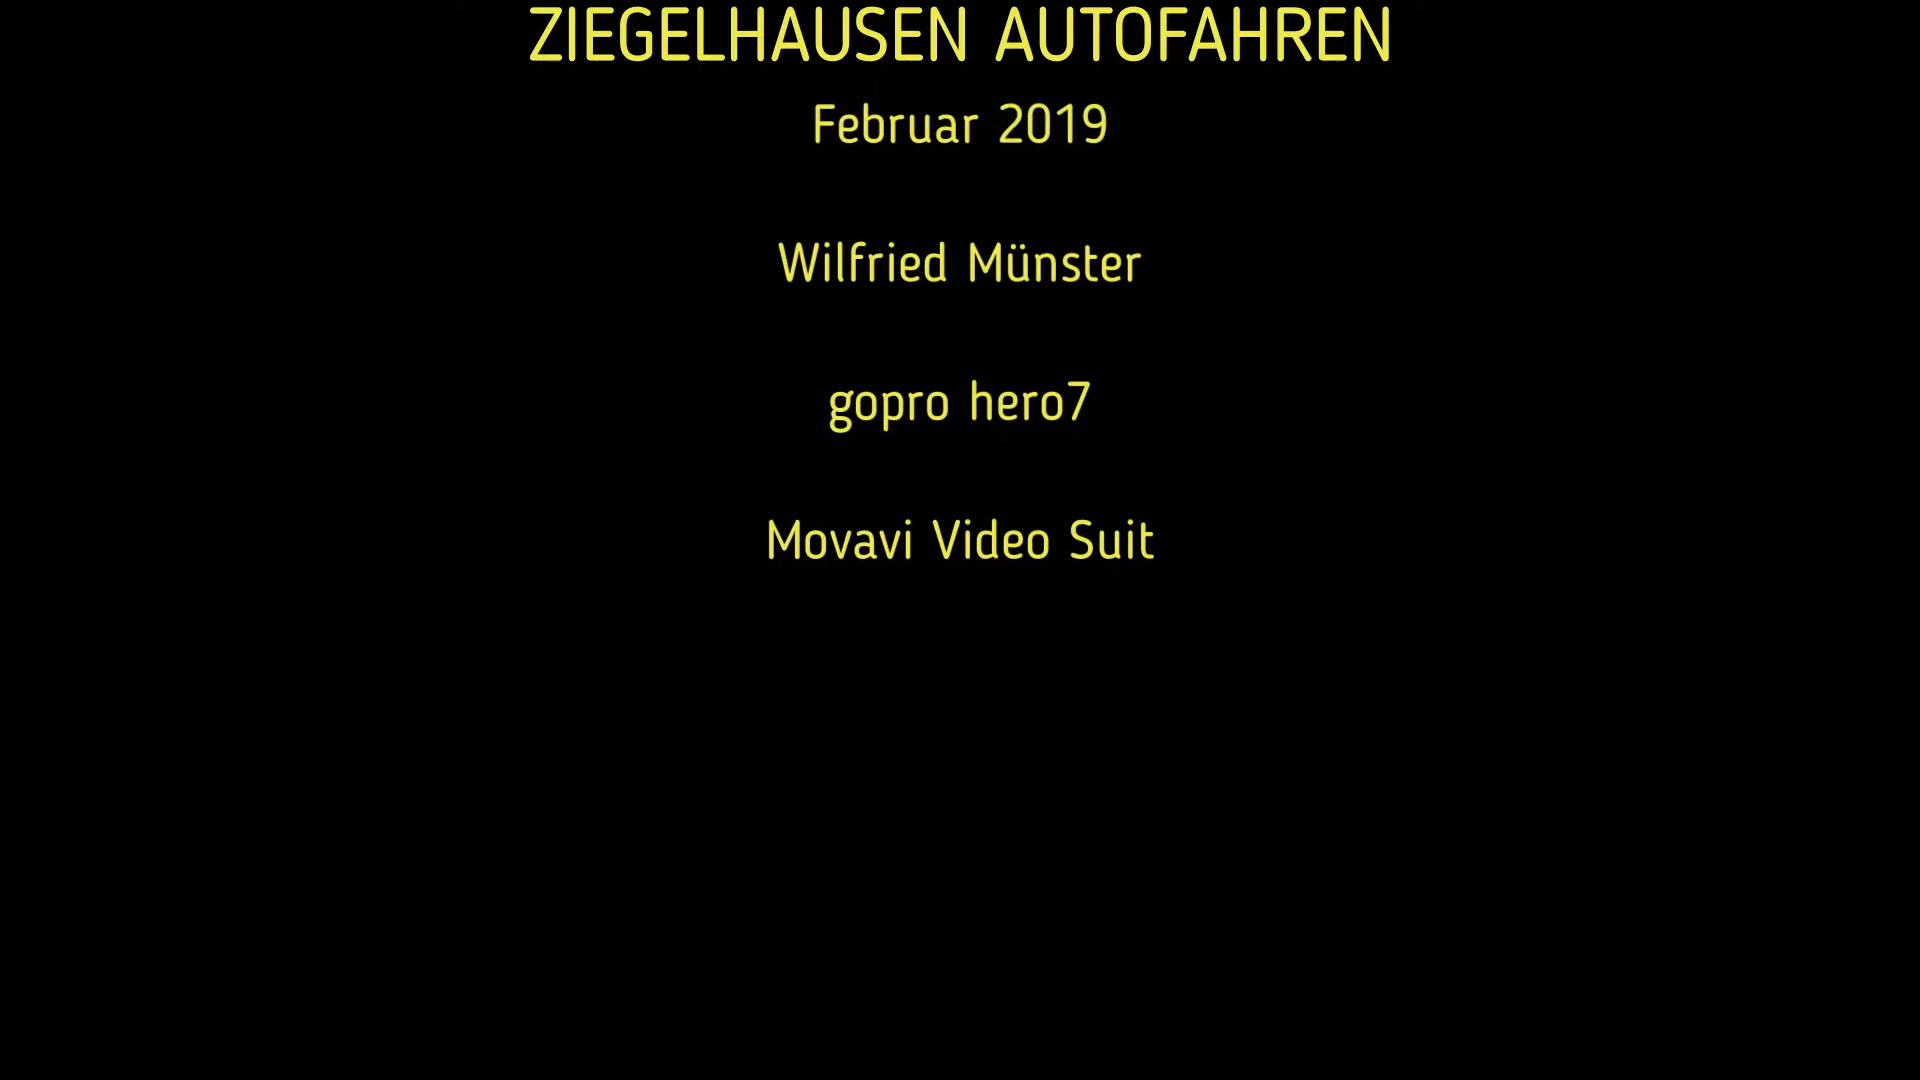 ZIEGELHAUSEN AUTOFAHREN
Februar 2019
Wilfried Münster
gopro hero7
Movavi Video Suit